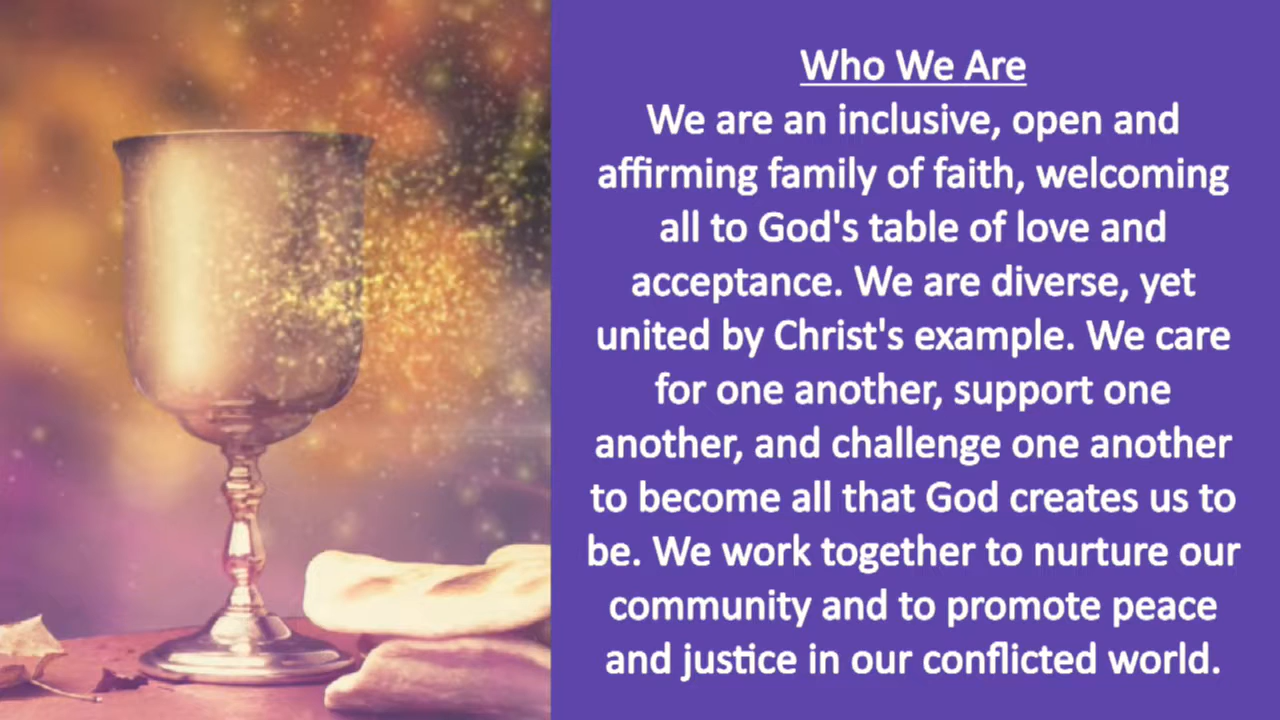 Who We Are
We are an inclusive, open and
affirming family of faith, welcoming
all to God's table of love and
acceptance. We are diverse, yet
united by Christ's example. We care
for one another, support one
another, and challenge one another
to become all that God creates us to
be. We work together to nurture our
community and to promote peace
and justice in our conflicted world.